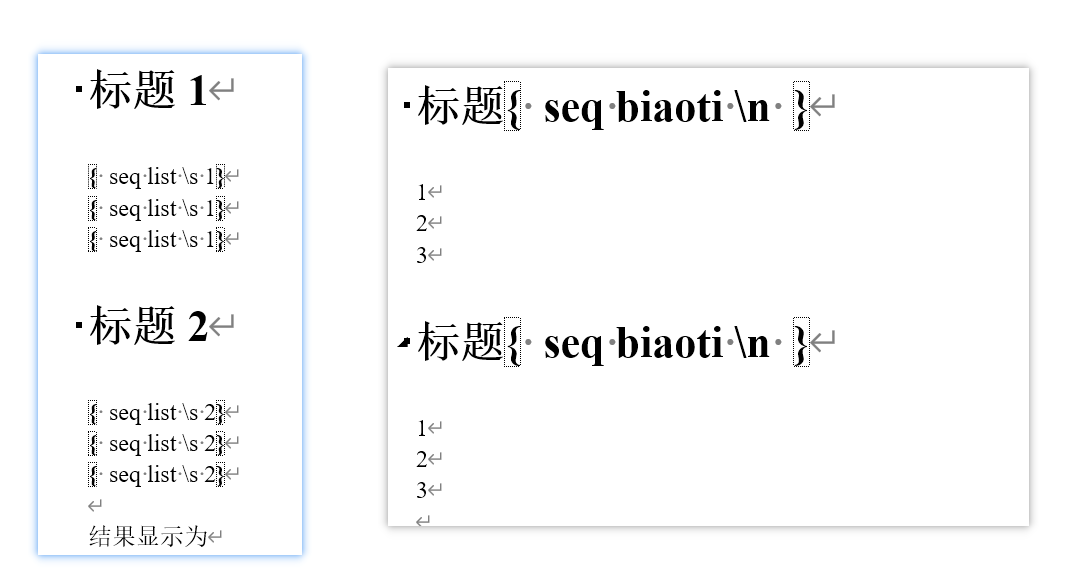 标题 1
{ seq list \s 1}
{ seq list \s 1}
{ seq list \s 1}
标题 2
{ seq list \s 2}
{ seq list \s 2}
{ seq list \s 2}
结果显示为
标题{ seq biaoti \n }
1
2
3
标题{ seq biaoti \n }
1
2
3